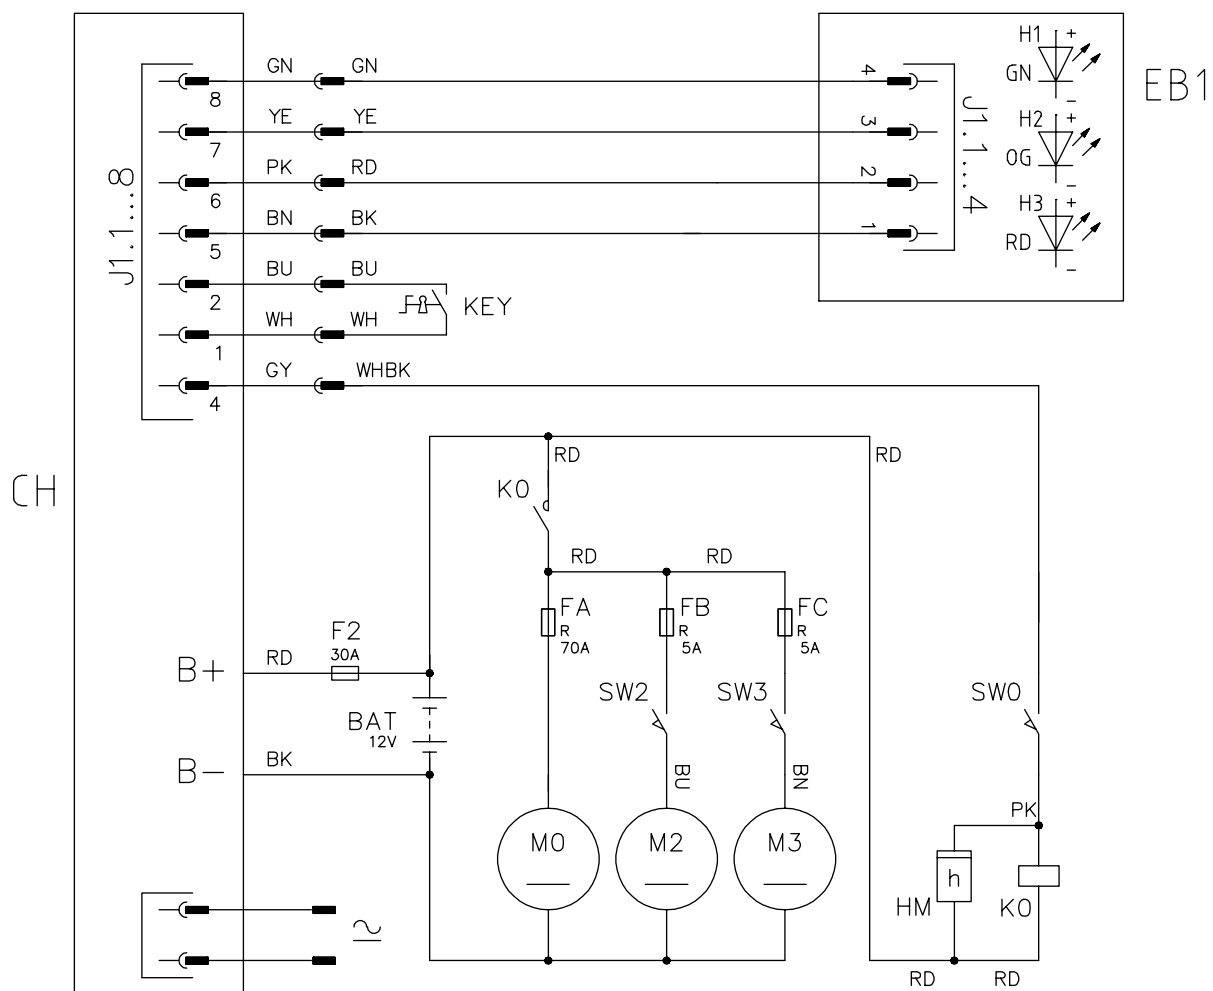 H1 +
GN GN
GN
EB1
8
4
-
YE YE
H2 +
7
3
OG
J1.1...4
PK RD
-
6
2
H3 +
J1.1...8
BN BK
RD
5
1
-
BU BU
2
KEY
WH WH
1
GY WHBK
4
RD RD
CH
K0
RD RD
FA FB FC
R R R
70A 5A 5A
F2
30A
B+ RD
SW2 SW3 SW0
BAT
12V
B- BK
BU BN
PK
M0 M2 M3
h
HM K0
RD RD